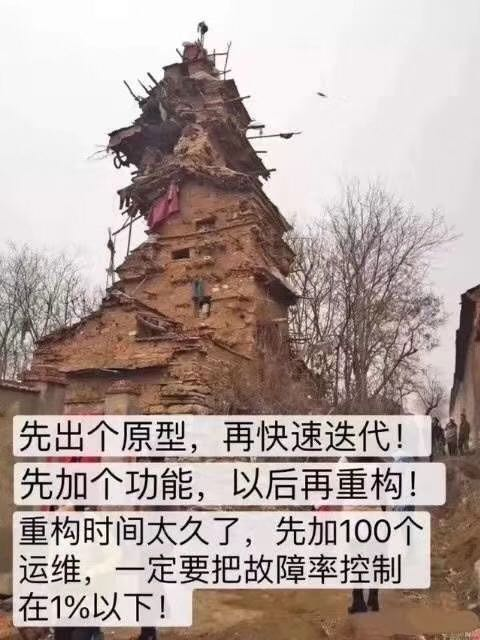 先出个原型，再快速迭代！
先加个功能，以后再重构！
重构时间太久了，先加100个
运维，一定要把故障率控制
在1%以下！